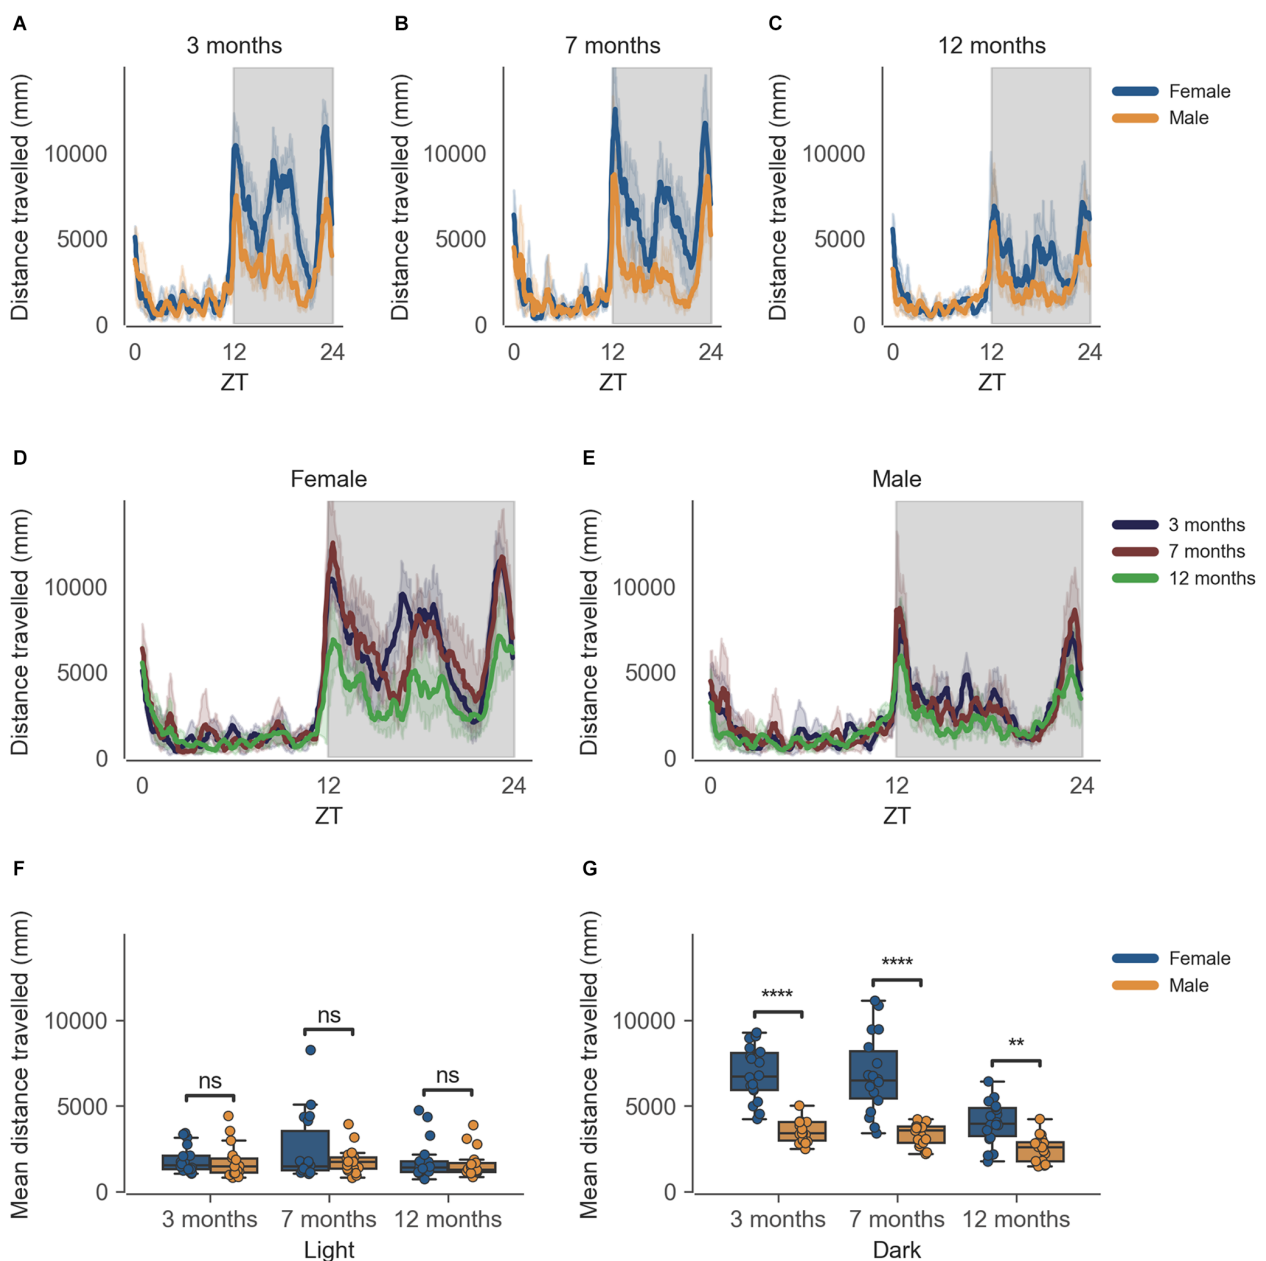 A
B
C
3 months
7 months
12 months
Distance travelled (mm)
10000
5000
0
0
12
24
ZT
Distance travelled (mm)
10000
5000
0
0
12
24
ZT
Distance travelled (mm)
10000
5000
0
0
12
24
ZT
Female
Male
D
E
Female
Male
Distance travelled (mm)
10000
5000
0
0
12
24
ZT
Distance travelled (mm)
10000
5000
0
0
12
24
ZT
3 months
7 months
12 months
F
G
Mean distance travelled (mm)
10000
5000
0
ns
ns
ns
3 months
7 months
12 months
Light
Mean distance travelled (mm)
10000
5000
0
****
****
**
3 months
7 months
12 months
Dark
Female
Male